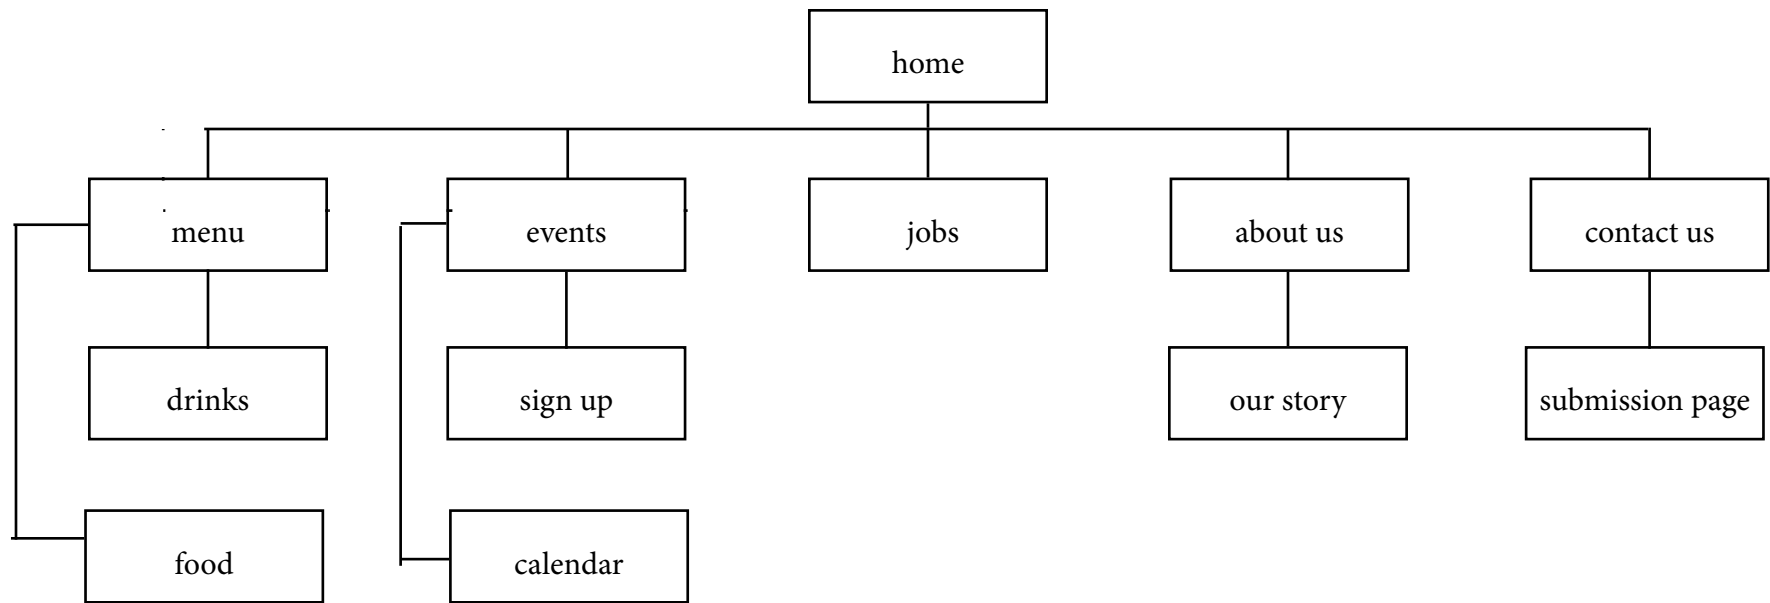 home
menu
events
jobs
about us
contact us
drinks
sign up
our story
submission page
food
calendar